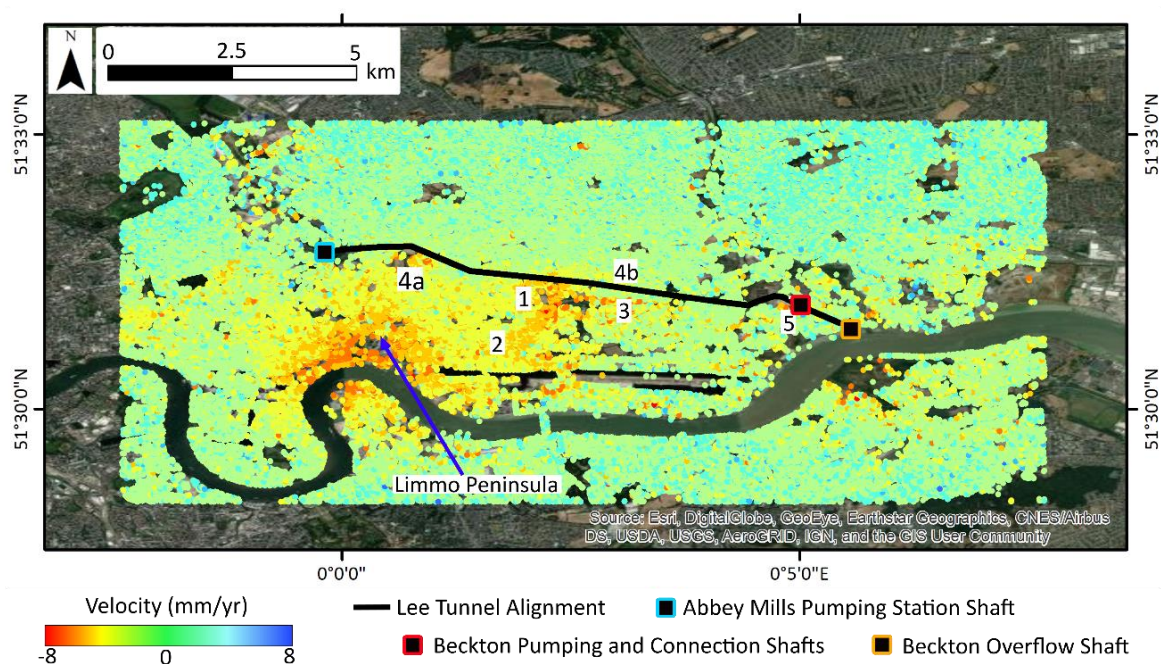 N
0 2.5 5
km
51°33'0"N
51°33'0"N
4a
4b
1
3
2
5
51°30'0"N
51°30'0"N
Limmo Peninsula
Source: Esri, DigitalGlobe, GeoEye, Earthstar Geographics, CNES/Airbus
DS, USDA, USGS, AeroGRID, IGN, and the GIS User Community
0°0'0"
0°5'0"E
Velocity (mm/yr)
-8 0 8
Lee Tunnel Alignment
Abbey Mills Pumping Station Shaft
Beckton Pumping and Connection Shafts
Beckton Overflow Shaft